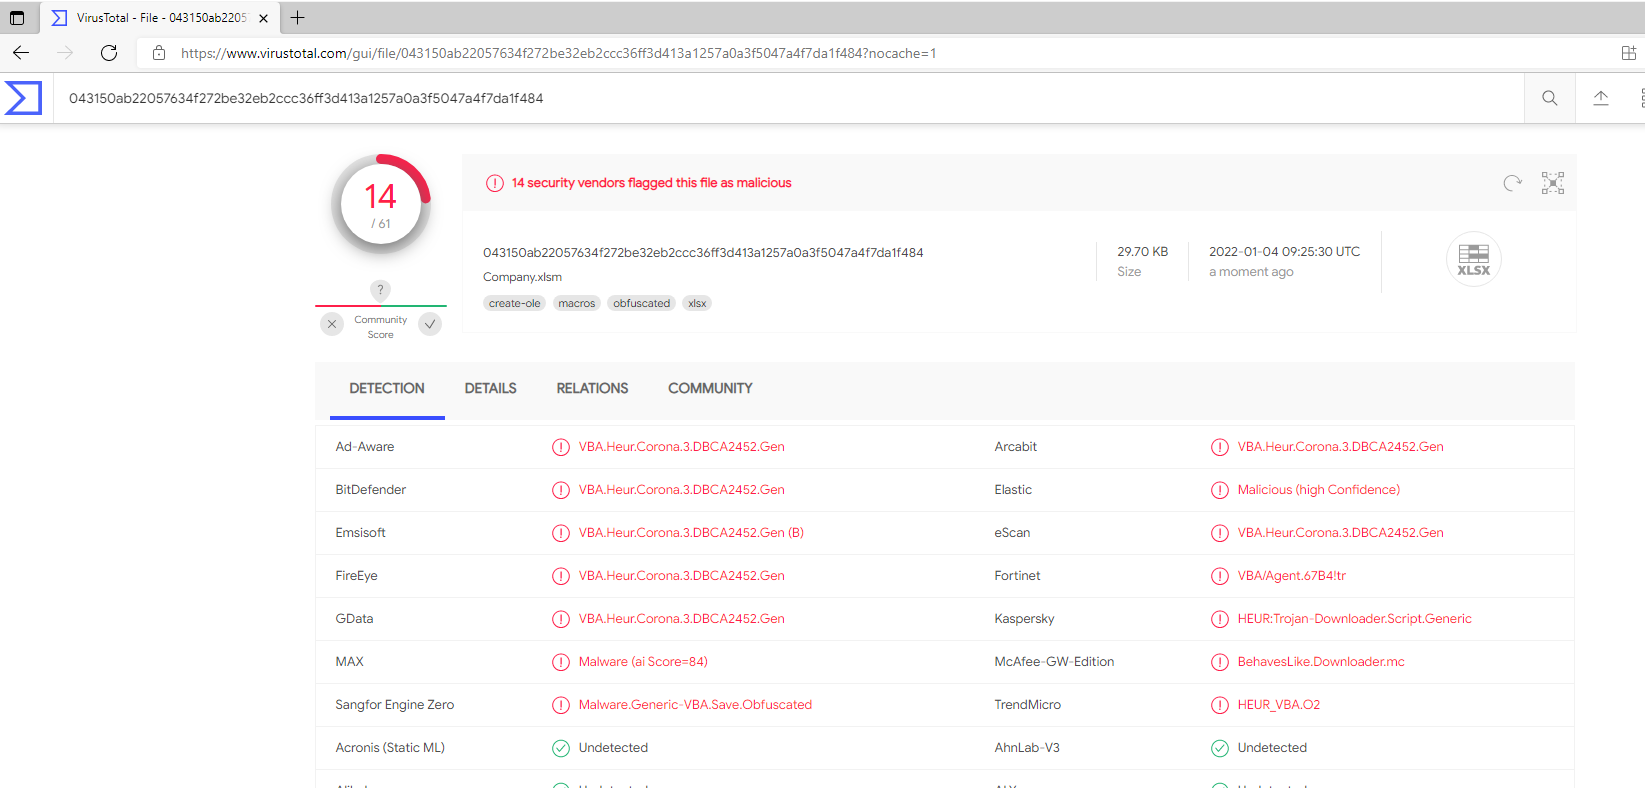 VirusTotal - File - 043150ab2205
https://www.virustotal.com/gui/file/043150ab22057634f272be32eb2ccc36ff3d413a1257a0a3f5047a4f7da1f484?nocache=1
043150ab22057634f272be32eb2ccc36ff3d413a1257a0a3f5047a4f7da1f484
14
/ 61
?
Community
Score
14 security vendors flagged this file as malicious
043150ab22057634f272be32eb2ccc36ff3d413a1257a0a3f5047a4f7da1f484
Company.xlsm
create-ole macros obfuscated xlsx
29.70 KB
Size
2022-01-04 09:25:30 UTC
a moment ago
XLSX
DETECTION DETAILS RELATIONS COMMUNITY
Ad-Aware VBA.Heur.Corona.3.DBCA2452.Gen Arcabit VBA.Heur.Corona.3.DBCA2452.Gen
BitDefender VBA.Heur.Corona.3.DBCA2452.Gen Elastic Malicious (high Confidence)
Emsisoft VBA.Heur.Corona.3.DBCA2452.Gen (B) eScan VBA.Heur.Corona.3.DBCA2452.Gen
FireEye VBA.Heur.Corona.3.DBCA2452.Gen Fortinet VBA/Agent.67B4!tr
GData VBA.Heur.Corona.3.DBCA2452.Gen Kaspersky HEUR:Trojan-Downloader.Script.Generic
MAX Malware (ai Score=84) McAfee-GW-Edition BehavesLike.Downloader.mc
Sangfor Engine Zero Malware.Generic-VBA.Save.Obfuscated TrendMicro HEUR_VBA.O2
Acronis (Static ML) Undetected AhnLab-V3 Undetected